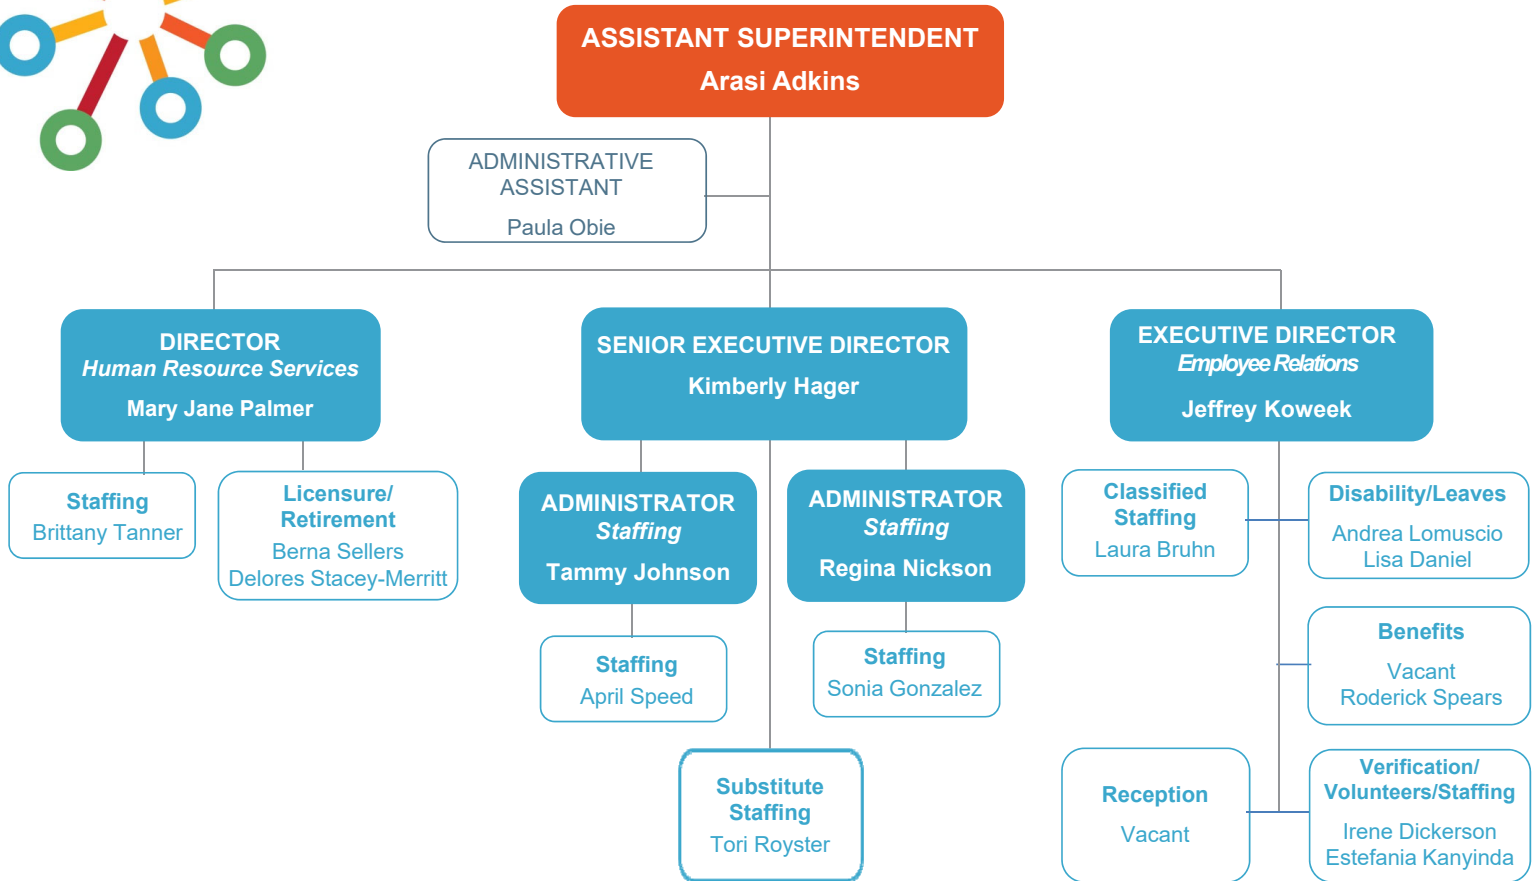 ASSISTANT SUPERINTENDENT
Arasi Adkins
ADMINISTRATIVE
ASSISTANT
Paula Obie
DIRECTOR
Human Resource Services
Mary Jane Palmer
SENIOR EXECUTIVE DIRECTOR
Kimberly Hager
EXECUTIVE DIRECTOR
Employee Relations
Jeffrey Koweek
Staffing
Brittany Tanner
Licensure/
Retirement
Berna Sellers
Delores Stacey-Merritt
ADMINISTRATOR
Staffing
Tammy Johnson
ADMINISTRATOR
Staffing
Regina Nickson
Classified
Staffing
Laura Bruhn
Disability/Leaves
Andrea Lomuscio
Lisa Daniel
Staffing
April Speed
Staffing
Sonia Gonzalez
Benefits
Vacant
Roderick Spears
Substitute
Staffing
Tori Royster
Reception
Vacant
Verification/
Volunteers/Staffing
Irene Dickerson
Estefania Kanyinda